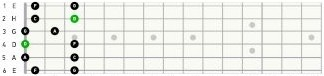 1 E F G
2 H C D
3 G G A
4 D D F
5 A A C
6 E F G